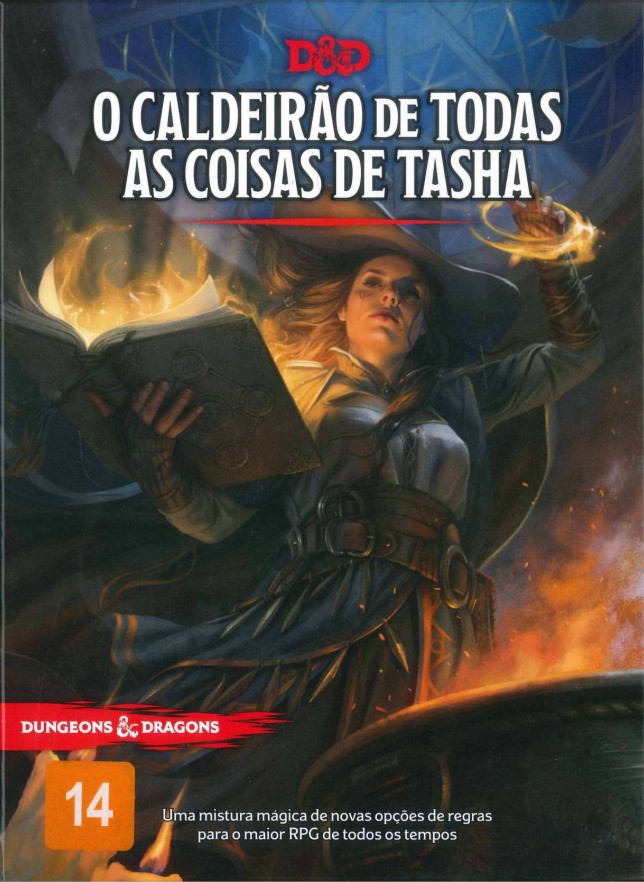 D&D
O CALDEIRÃO DE TODAS
AS COISAS DE TASHA
DUNGEONS & DRAGONS
14
Uma mistura mágica de novas opções de regras
para o maior RPG de todos os tempos